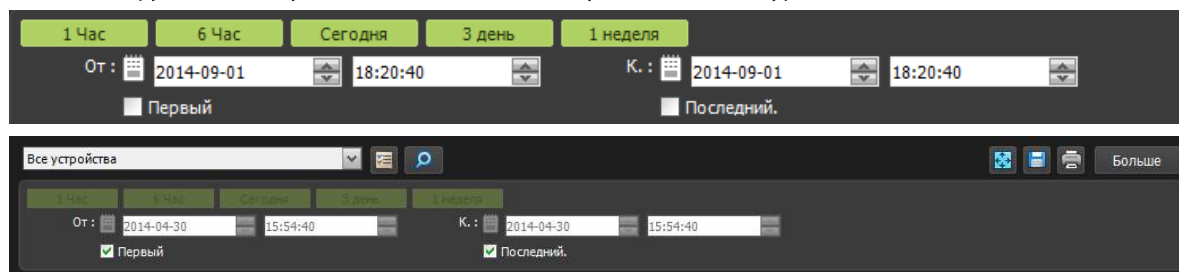 1 Час 6 Час Сегодня 3 день 1 неделя
От : 2014-09-01 18:20:40 К. : 2014-09-01 18:20:40
Первый Последний.
Все устройства Больше
1 Час 6 Час Сегодня 3 день 1 неделя
От : 2014-04-30 15:54:40 К. : 2014-04-30 15:54:40
Первый Последний.